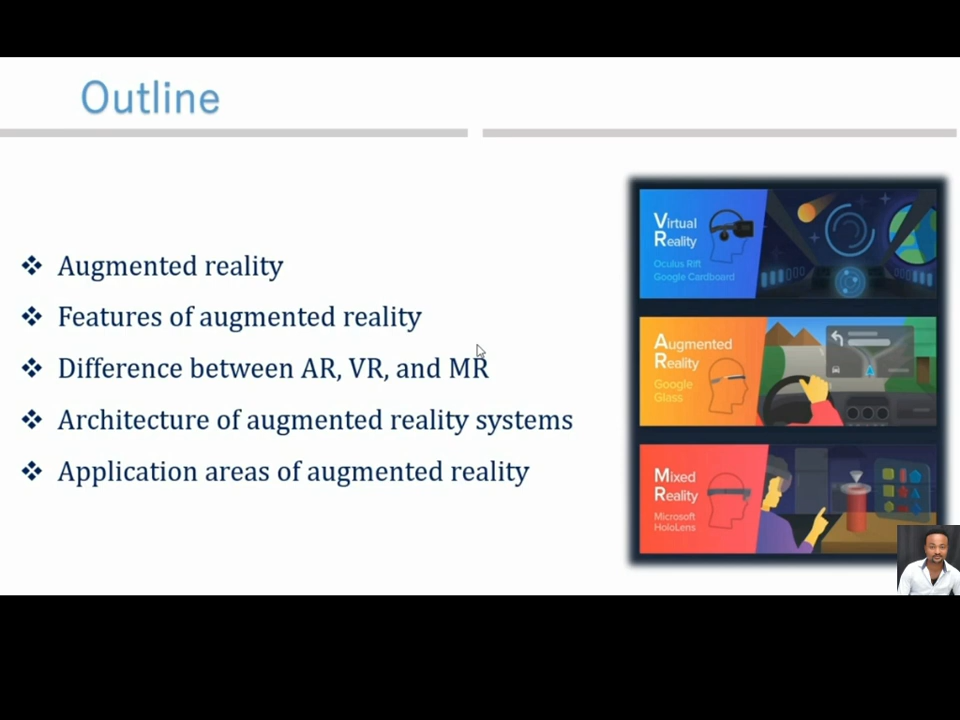 Outline
Augmented reality
Features of augmented reality
Difference between AR, VR, and MR
Architecture of augmented reality systems
Application areas of augmented reality
Virtual
Reality
Oculus Rift
Google Cardboard
Augmented
Reality
Google
Glass
Mixed
Reality
Microsoft
HoloLens